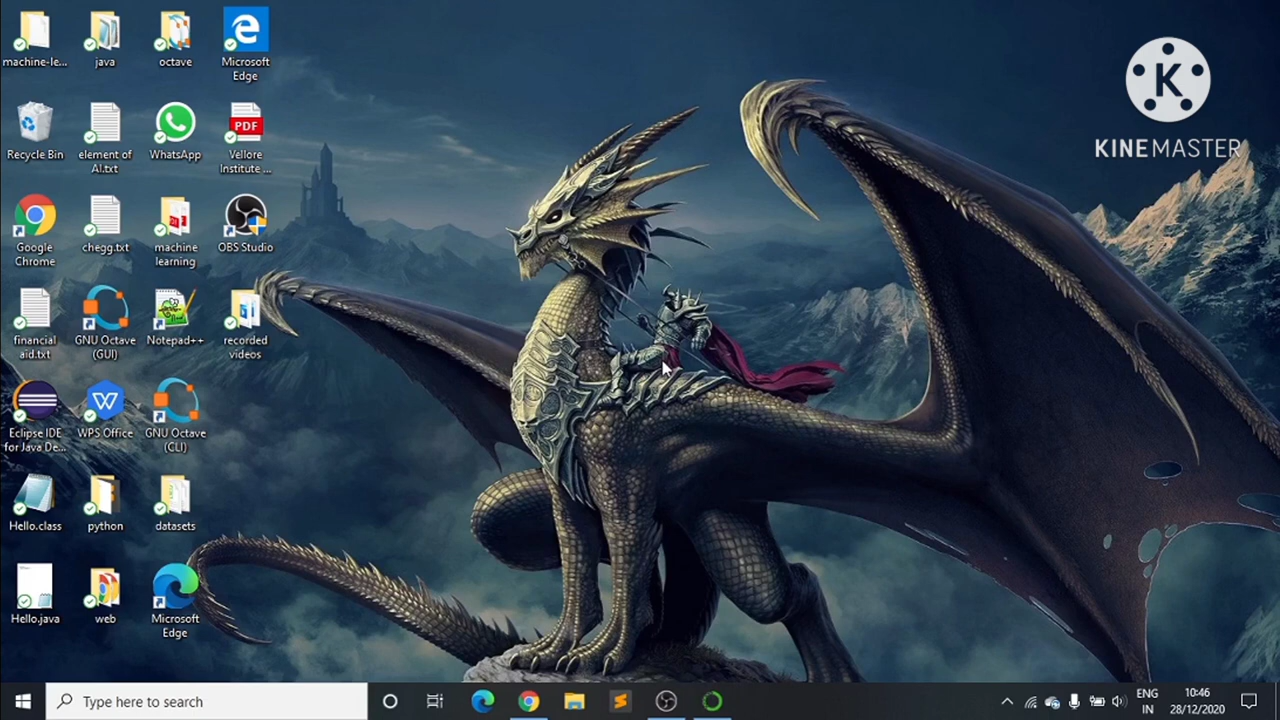 machine-le...
java
octave
Microsoft
Edge
KINEMASTER
Recycle Bin
element of
AI.txt
WhatsApp
PDF
Vellore
Institute ...
Google
Chrome
chegg.txt
machine
learning
OBS Studio
financial
aid.txt
GNU Octave
(GUI)
Notepad++
recorded
videos
Eclipse IDE
for Java De...
WPS Office
GNU Octave
(CLI)
Hello.class
python
datasets
Hello.java
web
Microsoft
Edge
Type here to search
ENG
IN
10:46
28/12/2020